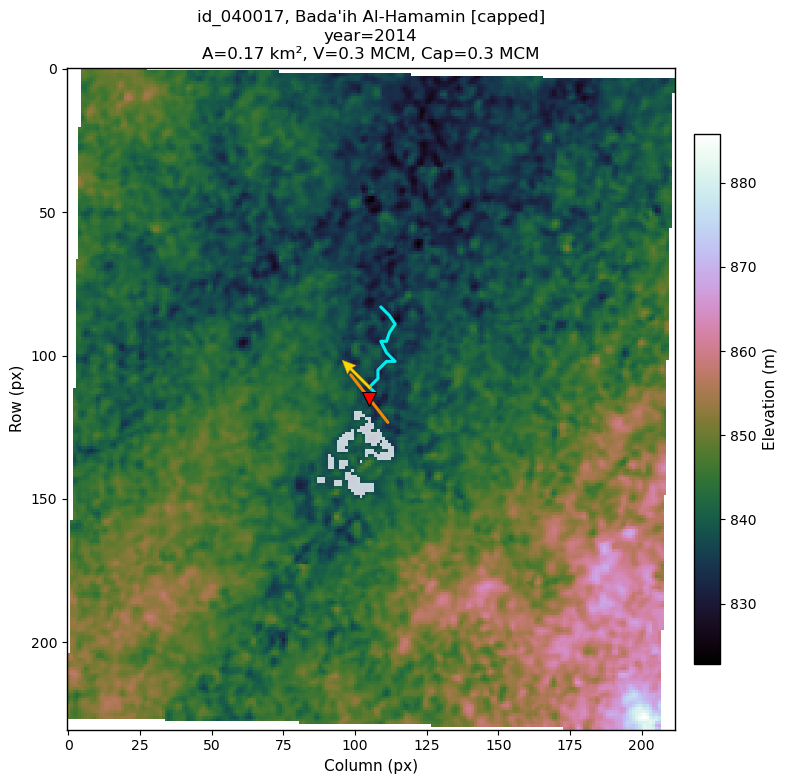 id_040017, Bada'ih Al-Hamamin [capped]
year=2014
A=0.17 km², V=0.3 MCM, Cap=0.3 MCM
0
50
100
150
200
Row (px)
0 25 50 75 100 125 150 175 200
Column (px)
880
870
860
850
840
830
Elevation (m)